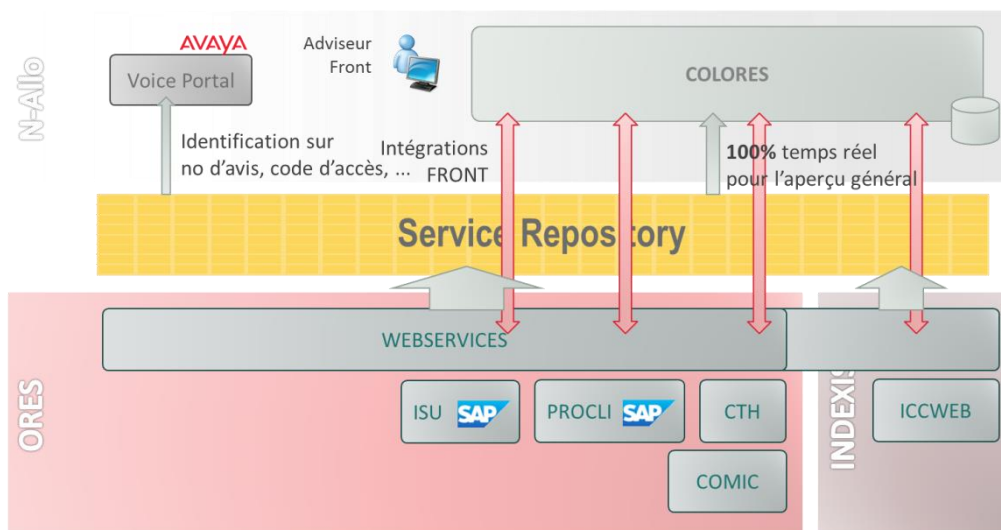 N-Allo
AVAYA
Voice Portal
Adviseur
Front
COLORES
Identification sur
no d'avis, code d'accès, ...
Intégrations
FRONT
100% temps réel
pour l'aperçu général
Service Repository
ORES
WEBSERVICES
INDEXIS
ISU SAP
PROCLI SAP
CTH
ICCWEB
COMIC